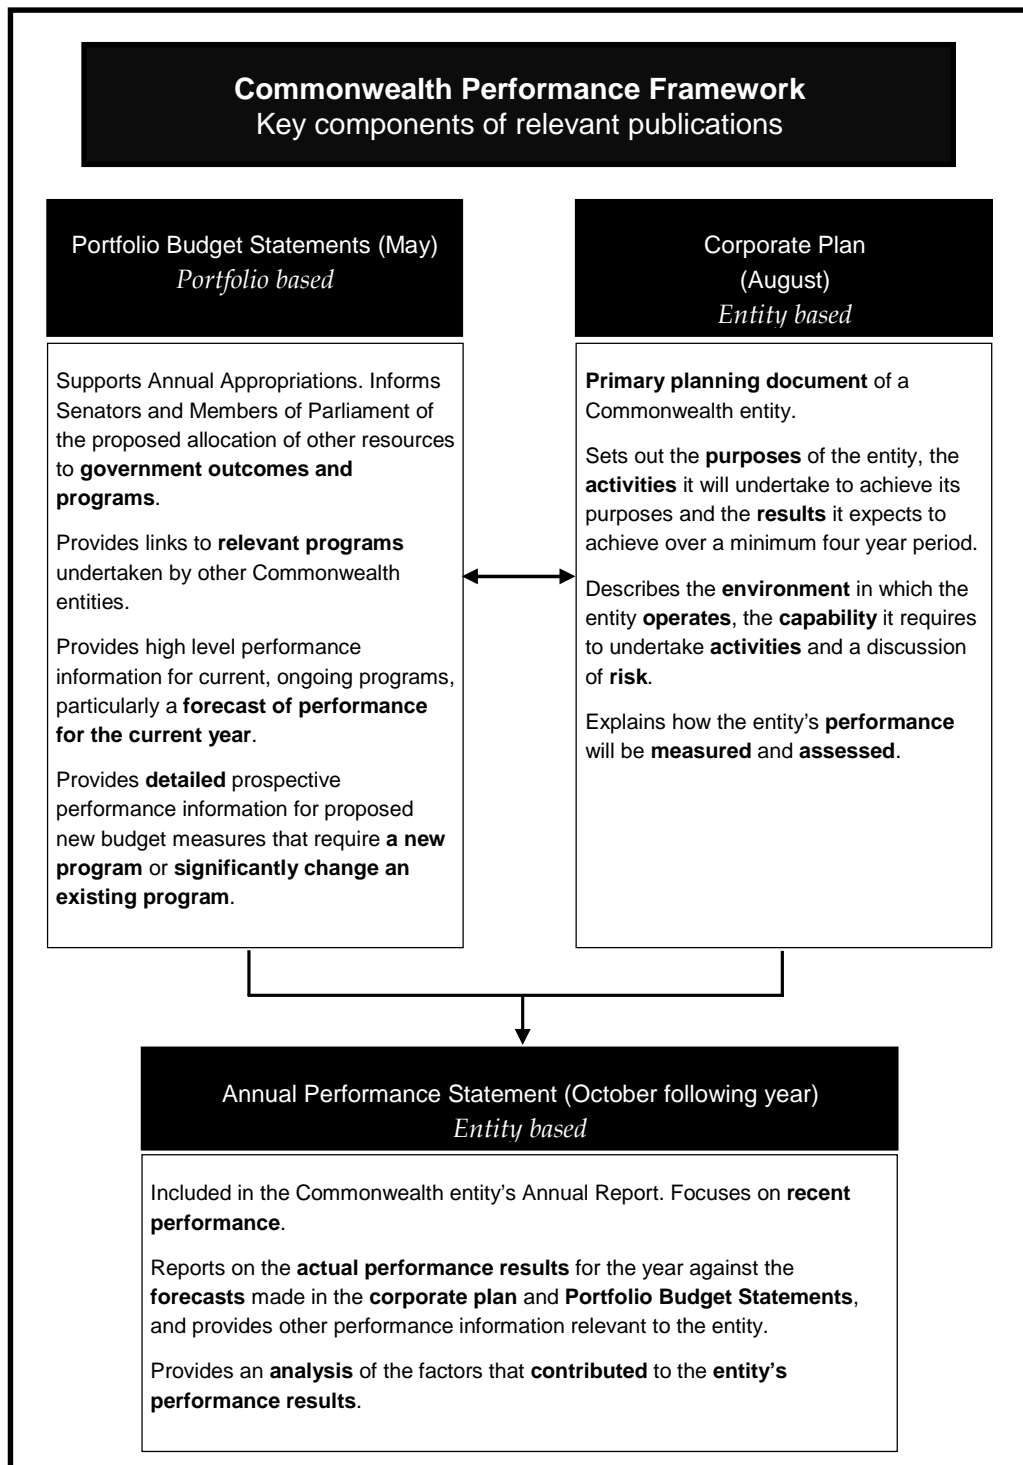 Commonwealth Performance Framework
Key components of relevant publications
Portfolio Budget Statements (May)
Portfolio based
Supports Annual Appropriations. Informs
Senators and Members of Parliament of
the proposed allocation of other resources
to government outcomes and
programs.
Provides links to relevant programs
undertaken by other Commonwealth
entities.
Provides high level performance
information for current, ongoing programs,
particularly a forecast of performance
for the current year.
Provides detailed prospective
performance information for proposed
new budget measures that require a new
program or significantly change an
existing program.
Corporate Plan
(August)
Entity based
Primary planning document of a
Commonwealth entity.
Sets out the purposes of the entity, the
activities it will undertake to achieve its
purposes and the results it expects to
achieve over a minimum four year period.
Describes the environment in which the
entity operates, the capability it requires
to undertake activities and a discussion
of risk.
Explains how the entity's performance
will be measured and assessed.
Annual Performance Statement (October following year)
Entity based
Included in the Commonwealth entity's Annual Report. Focuses on recent
performance.
Reports on the actual performance results for the year against the
forecasts made in the corporate plan and Portfolio Budget Statements,
and provides other performance information relevant to the entity.
Provides an analysis of the factors that contributed to the entity's
performance results.